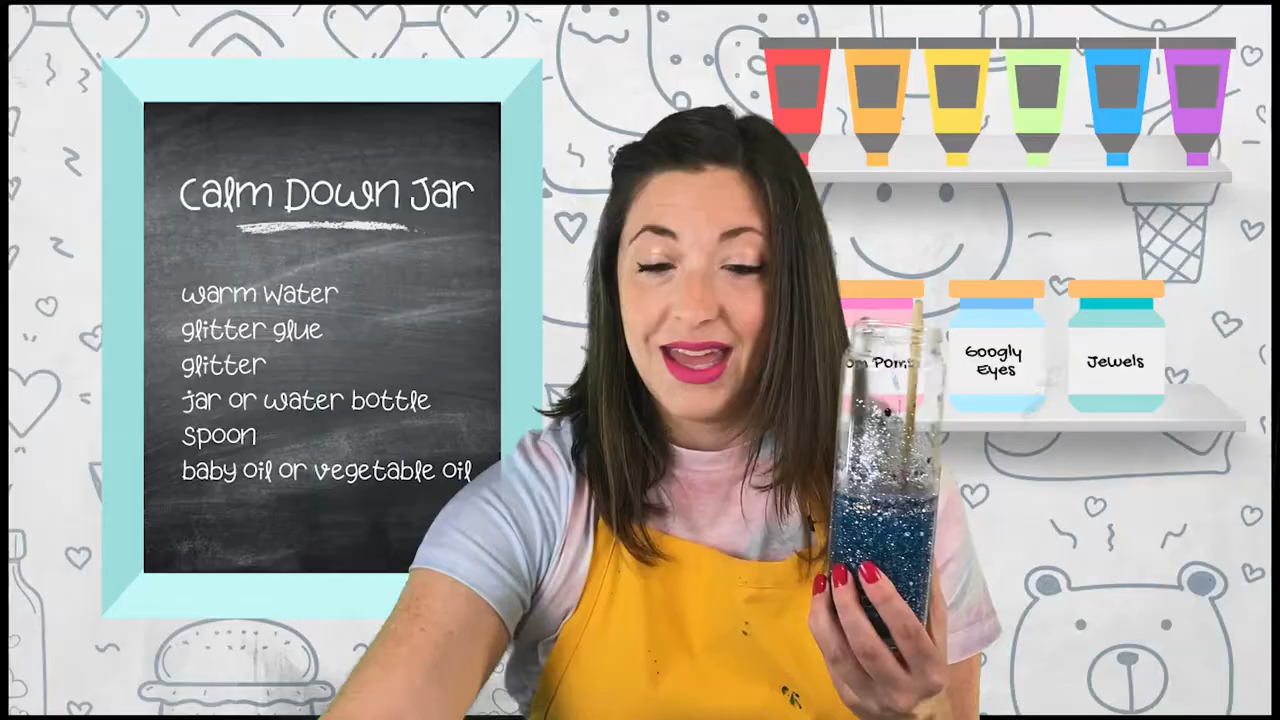 Calm Down Jar
warm water
glitter glue
glitter
jar or water bottle
spoon
baby oil or vegetable oil
Pom
Googly
Eyes
Jewels